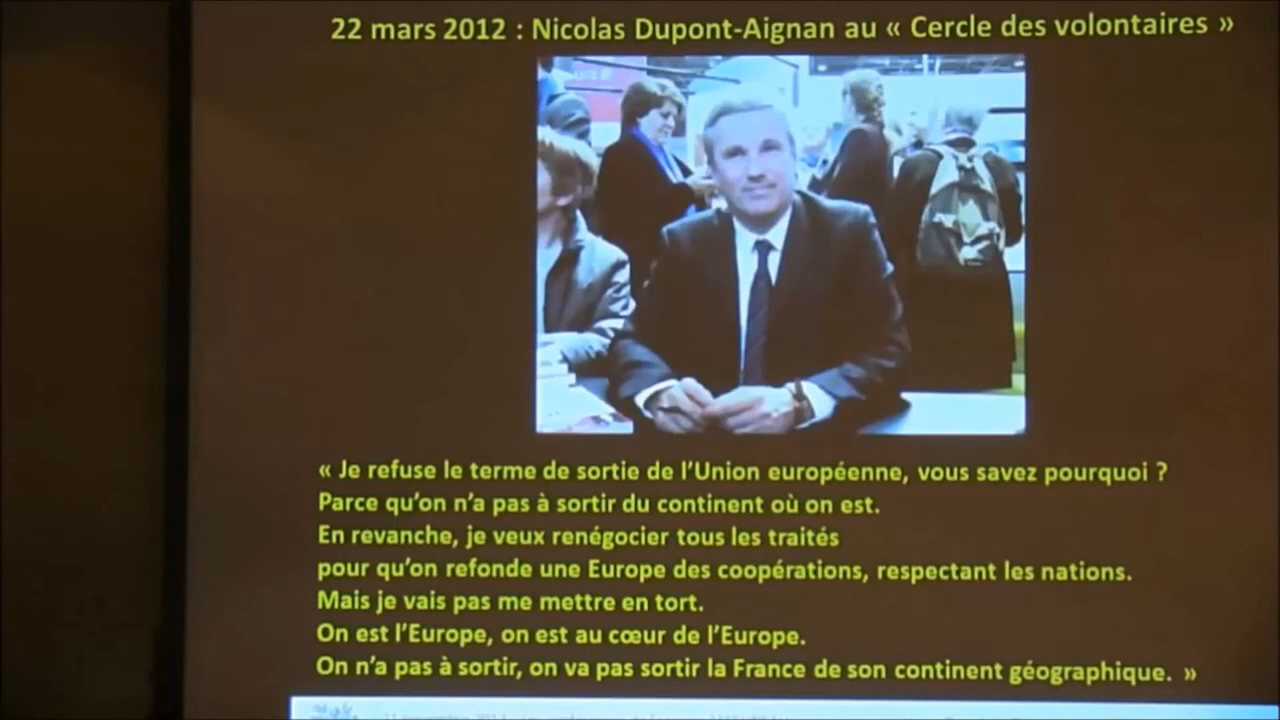 22 mars 2012 : Nicolas Dupont-Aignan au « Cercle des volontaires »
« Je refuse le terme de sortie de l'Union européenne, vous savez pourquoi ?
Parce qu'on n'a pas à sortir du continent où on est.
En revanche, je veux renégocier tous les traités
pour qu'on refonde une Europe des coopérations, respectant les nations.
Mais je vais pas me mettre en tort.
On est l'Europe, on est au cœur de l'Europe.
On n'a pas à sortir, on va pas sortir la France de son continent géographique. »